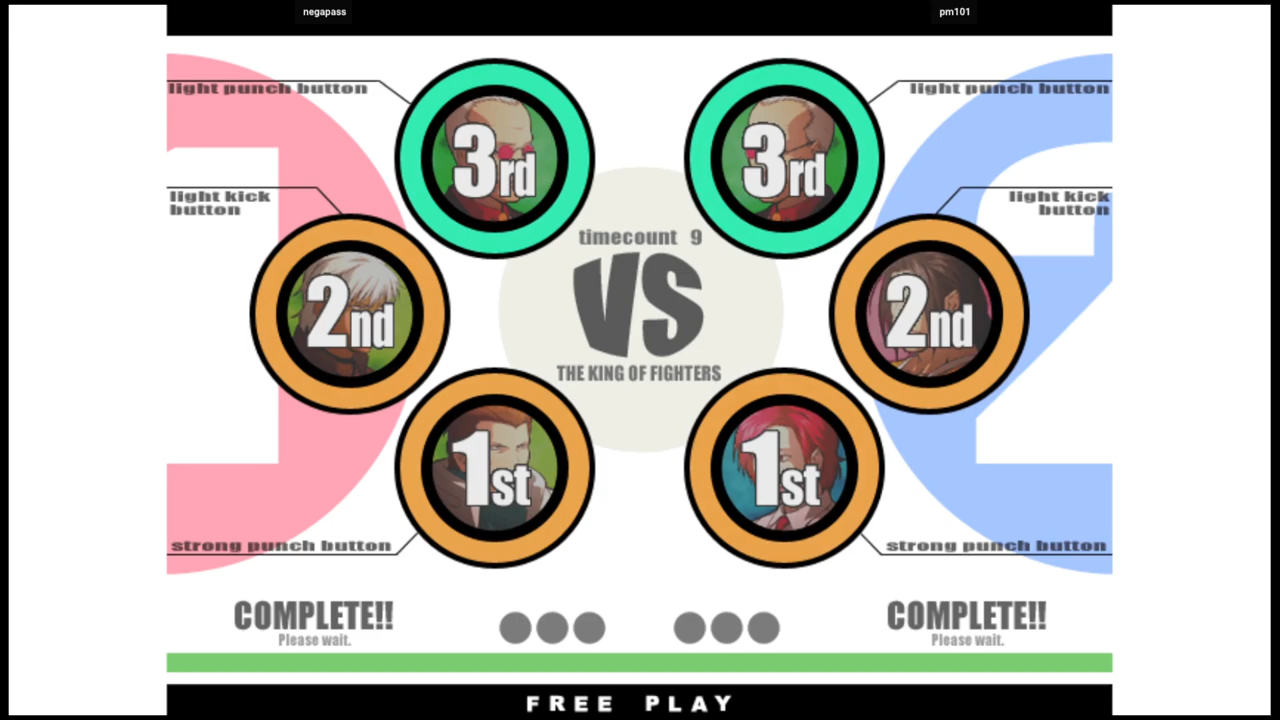 negapass
pm101
light punch button
light punch button
3rd
3rd
light kick
button
light kick
button
timecount 9
2nd
VS
2nd
THE KING OF FIGHTERS
1st
1st
strong punch button
strong punch button
COMPLETE!!
Please wait.
COMPLETE!!
Please wait.
FREE PLAY